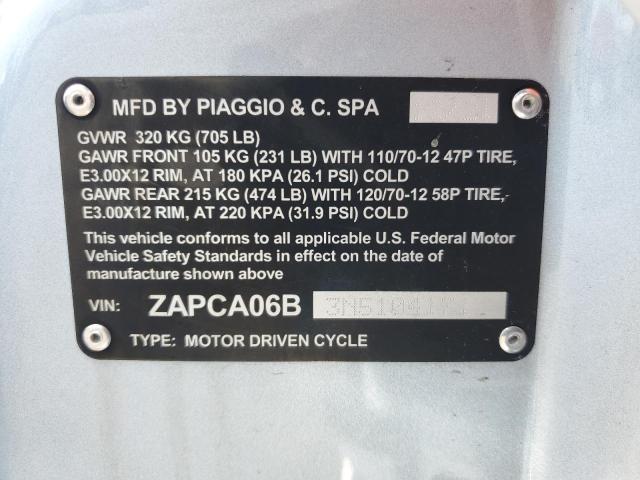 MFD BY PIAGGIO & C. SPA
GVWR 320 KG (705 LB)
GAWR FRONT 105 KG (231 LB) WITH 110/70-12 47P TIRE,
E3.00X12 RIM, AT 180 KPA (26.1 PSI) COLD
GAWR REAR 215 KG (474 LB) WITH 120/70-12 58P TIRE,
E3.00X12 RIM, AT 220 KPA (31.9 PSI) COLD
This vehicle conforms to all applicable U.S. Federal Motor
Vehicle Safety Standards in effect on the date of
manufacture shown above
VIN: ZAPCA06B
TYPE: MOTOR DRIVEN CYCLE